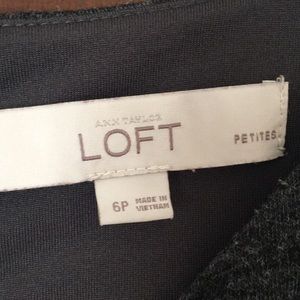 ANN TAYLOR
LOFT
PETITES
6P
MADE IN
VIETNAM